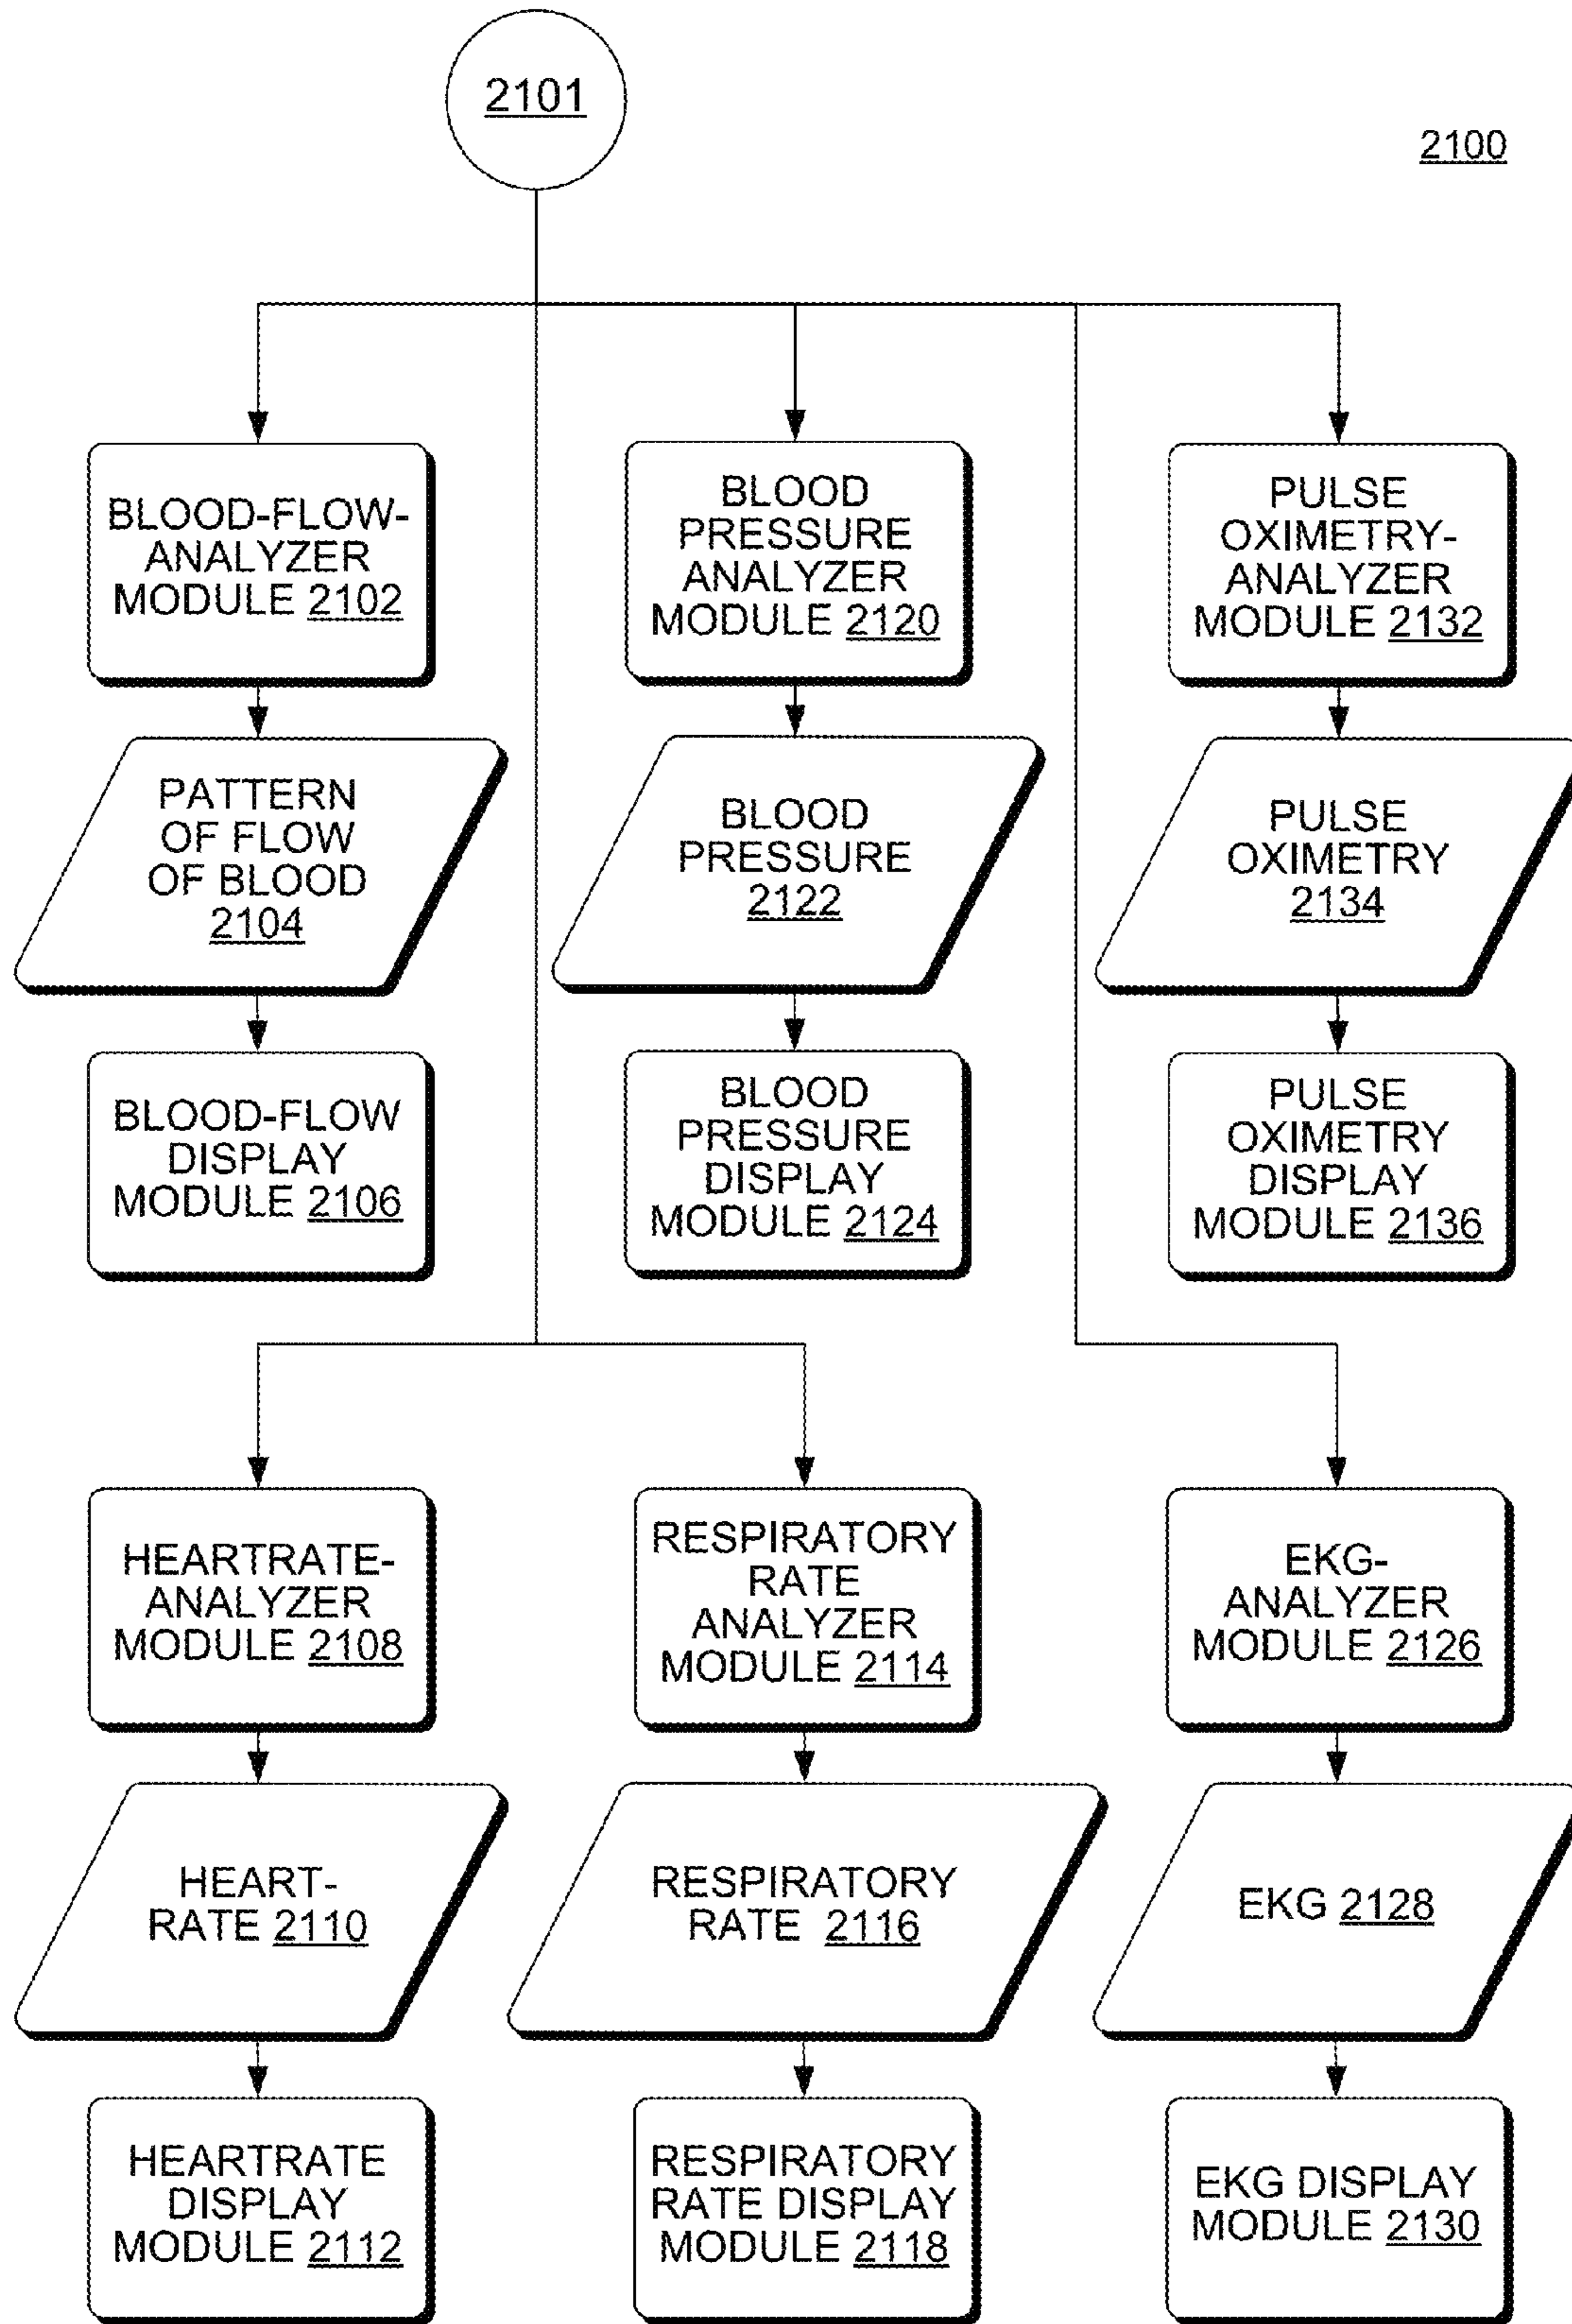 2101
2100
BLOOD-FLOW-
ANALYZER
MODULE 2102
BLOOD
PRESSURE
ANALYZER
MODULE 2120
PULSE
OXIMETRY-
ANALYZER
MODULE 2132
PATTERN
OF FLOW
OF BLOOD
2104
BLOOD
PRESSURE
2122
PULSE
OXIMETRY
2134
BLOOD-FLOW
DISPLAY
MODULE 2106
BLOOD
PRESSURE
DISPLAY
MODULE 2124
PULSE
OXIMETRY
DISPLAY
MODULE 2136
HEARTRATE-
ANALYZER
MODULE 2108
RESPIRATORY
RATE
ANALYZER
MODULE 2114
EKG-
ANALYZER
MODULE 2126
HEART-
RATE 2110
RESPIRATORY
RATE 2116
EKG 2128
HEARTRATE
DISPLAY
MODULE 2112
RESPIRATORY
RATE DISPLAY
MODULE 2118
EKG DISPLAY
MODULE 2130